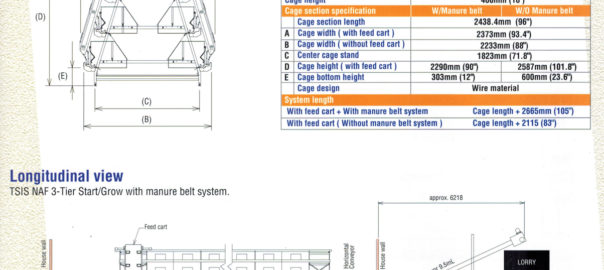 (D)
(E)
(C)
(B)
Cage height
Cage section specification W/Manure belt W/O Manure belt
Cage section length 2438.4mm (96")
A Cage width ( with feed cart ) 2373mm (93.4")
B Cage width ( without feed cart ) 2233mm (88")
C Center cage stand 1823mm (71.8")
D Cage height ( with feed cart ) 2290mm (90") 2587mm (101.8")
E Cage bottom height 303mm (12") 600mm (23.6")
Cage design Wire material
System length
With feed cart + With manure belt system Cage length + 2665mm (105")
With feed cart ( Without manure belt system ) Cage length + 2115 (83")
Longitudinal view
TSIS NAF 3-Tier Start/Grow with manure belt system.
approx. 6218
Feed cart
House wall
Horizontal
Conveyor
House wall
9.5mL
LORRY